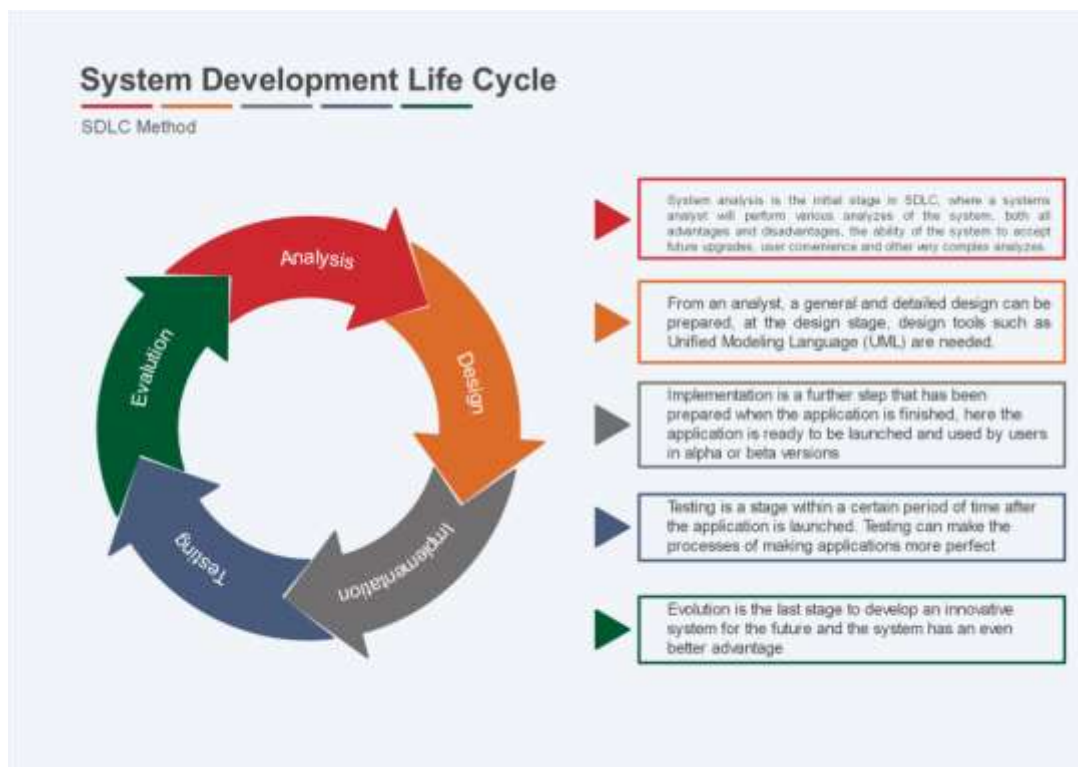 System Development Life Cycle
SDLC Method
Analysis
Design
Implementation
Testing
Evalution
System analysis is the initial stage in SDLC, where a systems
analyst will perform various analyzes of the system, both all
advantages and disadvantages, the ability of the system to accept
future upgrades, user convenience and other very complex analyzes.
From an analyst, a general and detailed design can be
prepared, at the design stage, design tools such as
Unified Modeling Language (UML) are needed.
Implementation is a further step that has been
prepared when the application is finished, here the
application is ready to be launched and used by users
in alpha or beta versions
Testing is a stage within a certain period of time after
the application is launched. Testing can make the
processes of making applications more perfect
Evolution is the last stage to develop an innovative
system for the future and the system has an even
better advantage